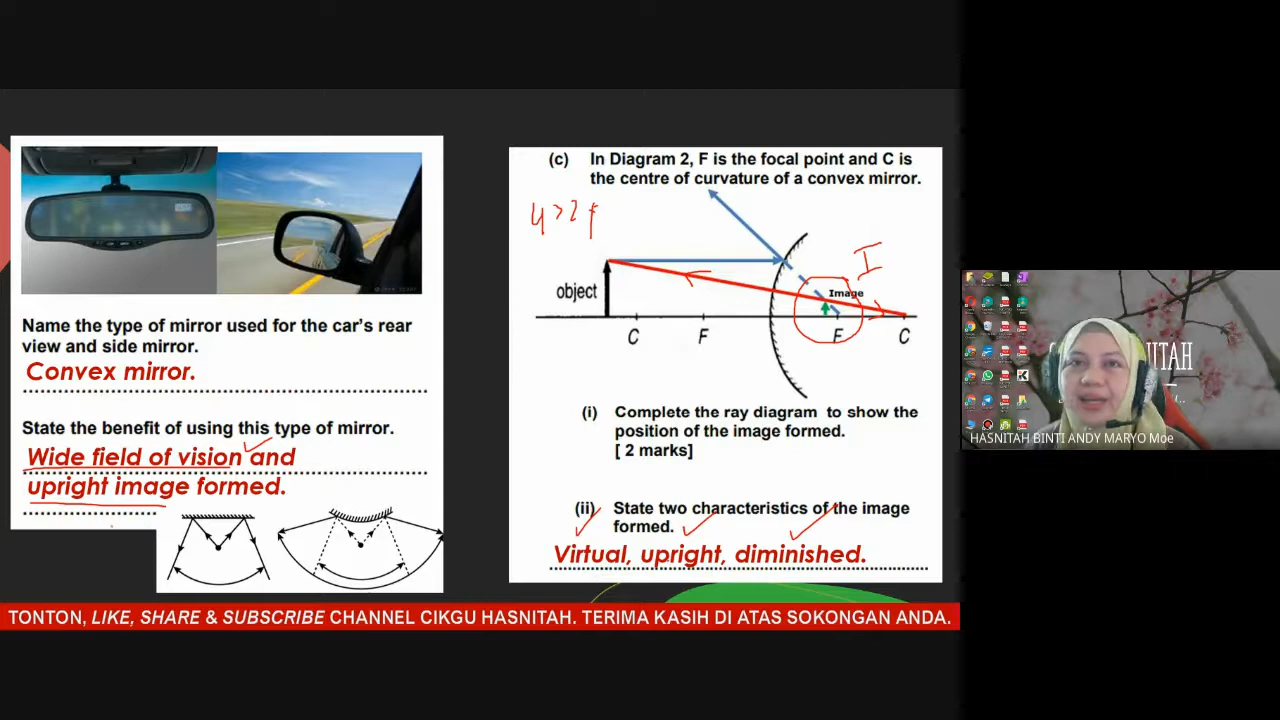 Name the type of mirror used for the car's rear
view and side mirror.
Convex mirror.
State the benefit of using this type of mirror.
Wide field of vision and
upright image formed.
(c) In Diagram 2, F is the focal point and C is
the centre of curvature of a convex mirror.
u > 2f
I
Image
object
C F F C
(i) Complete the ray diagram to show the
position of the image formed.
[ 2 marks]
(ii) State two characteristics of the image
formed.
Virtual, upright, diminished.
TONTON, LIKE, SHARE & SUBSCRIBE CHANNEL CIKGU HASNITAH. TERIMA KASIH DI ATAS SOKONGAN ANDA.
HASNITAH BINTI ANDY MARYO Moe